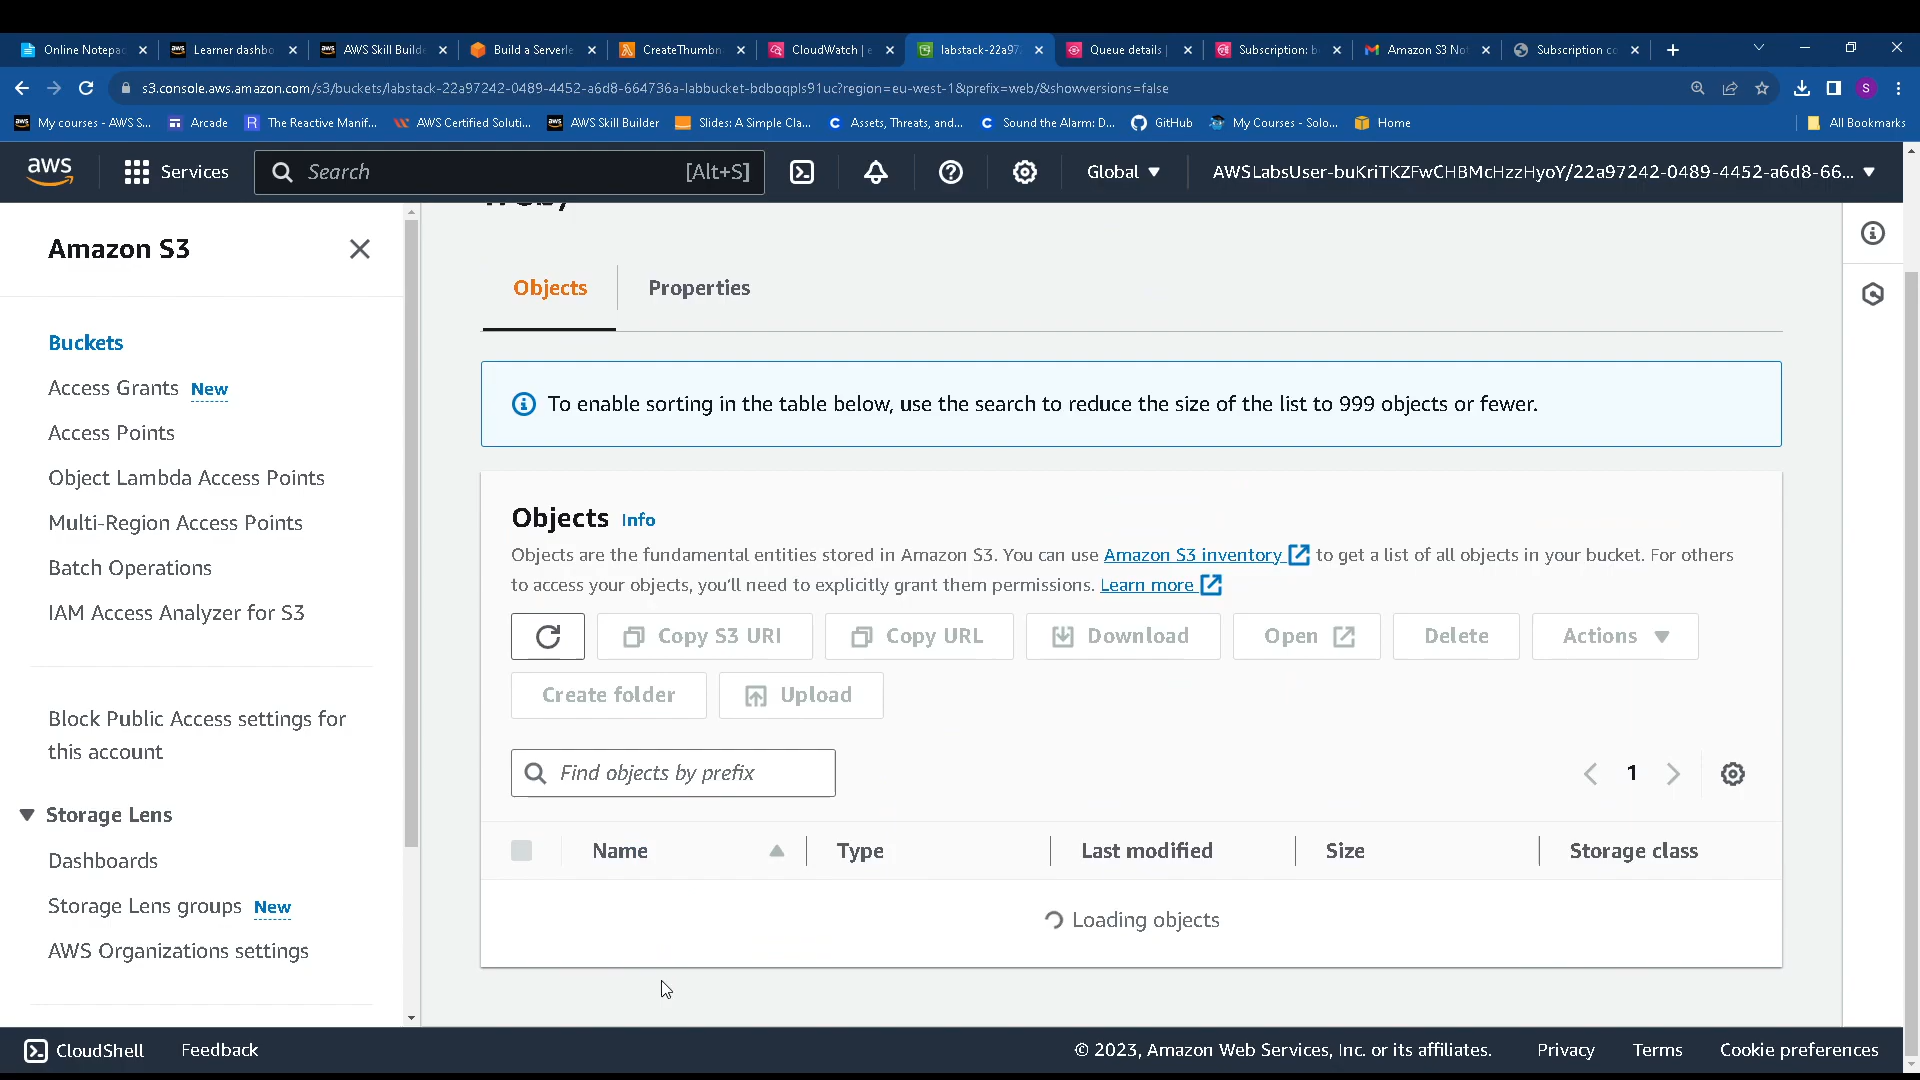 Online Notepa
Learner dashbo
AWS Skill Builde
Build a Serverle
CreateThumbn
CloudWatch | e
labstack-22a97
Queue details |
Subscription: b
Amazon S3 Not
Subscription co
s3.console.aws.amazon.com/s3/buckets/labstack-22a97242-0489-4452-a6d8-664736a-labbucket-bdboqpls91uc?region=eu-west-1&prefix=web/&showversions=false
My courses - AWS S...
Arcade
The Reactive Manif...
AWS Certified Soluti...
AWS Skill Builder
Slides: A Simple Cla...
Assets, Threats, and...
Sound the Alarm: D...
GitHub
My Courses - Solo...
Home
All Bookmarks
aws
Services
Search
[Alt+S]
Global
AWSLabsUser-buKriTKZFwCHBMcHzzHyoY/22a97242-0489-4452-a6d8-66...
Amazon S3
Buckets
Access Grants New
Access Points
Object Lambda Access Points
Multi-Region Access Points
Batch Operations
IAM Access Analyzer for S3
Block Public Access settings for
this account
Storage Lens
Dashboards
Storage Lens groups New
AWS Organizations settings
Objects
Properties
To enable sorting in the table below, use the search to reduce the size of the list to 999 objects or fewer.
Objects Info
Objects are the fundamental entities stored in Amazon S3. You can use Amazon S3 inventory to get a list of all objects in your bucket. For others
to access your objects, you'll need to explicitly grant them permissions. Learn more
Copy S3 URI
Copy URL
Download
Open
Delete
Actions
Create folder
Upload
Find objects by prefix
1
Name
Type
Last modified
Size
Storage class
Loading objects
CloudShell
Feedback
© 2023, Amazon Web Services, Inc. or its affiliates.
Privacy
Terms
Cookie preferences